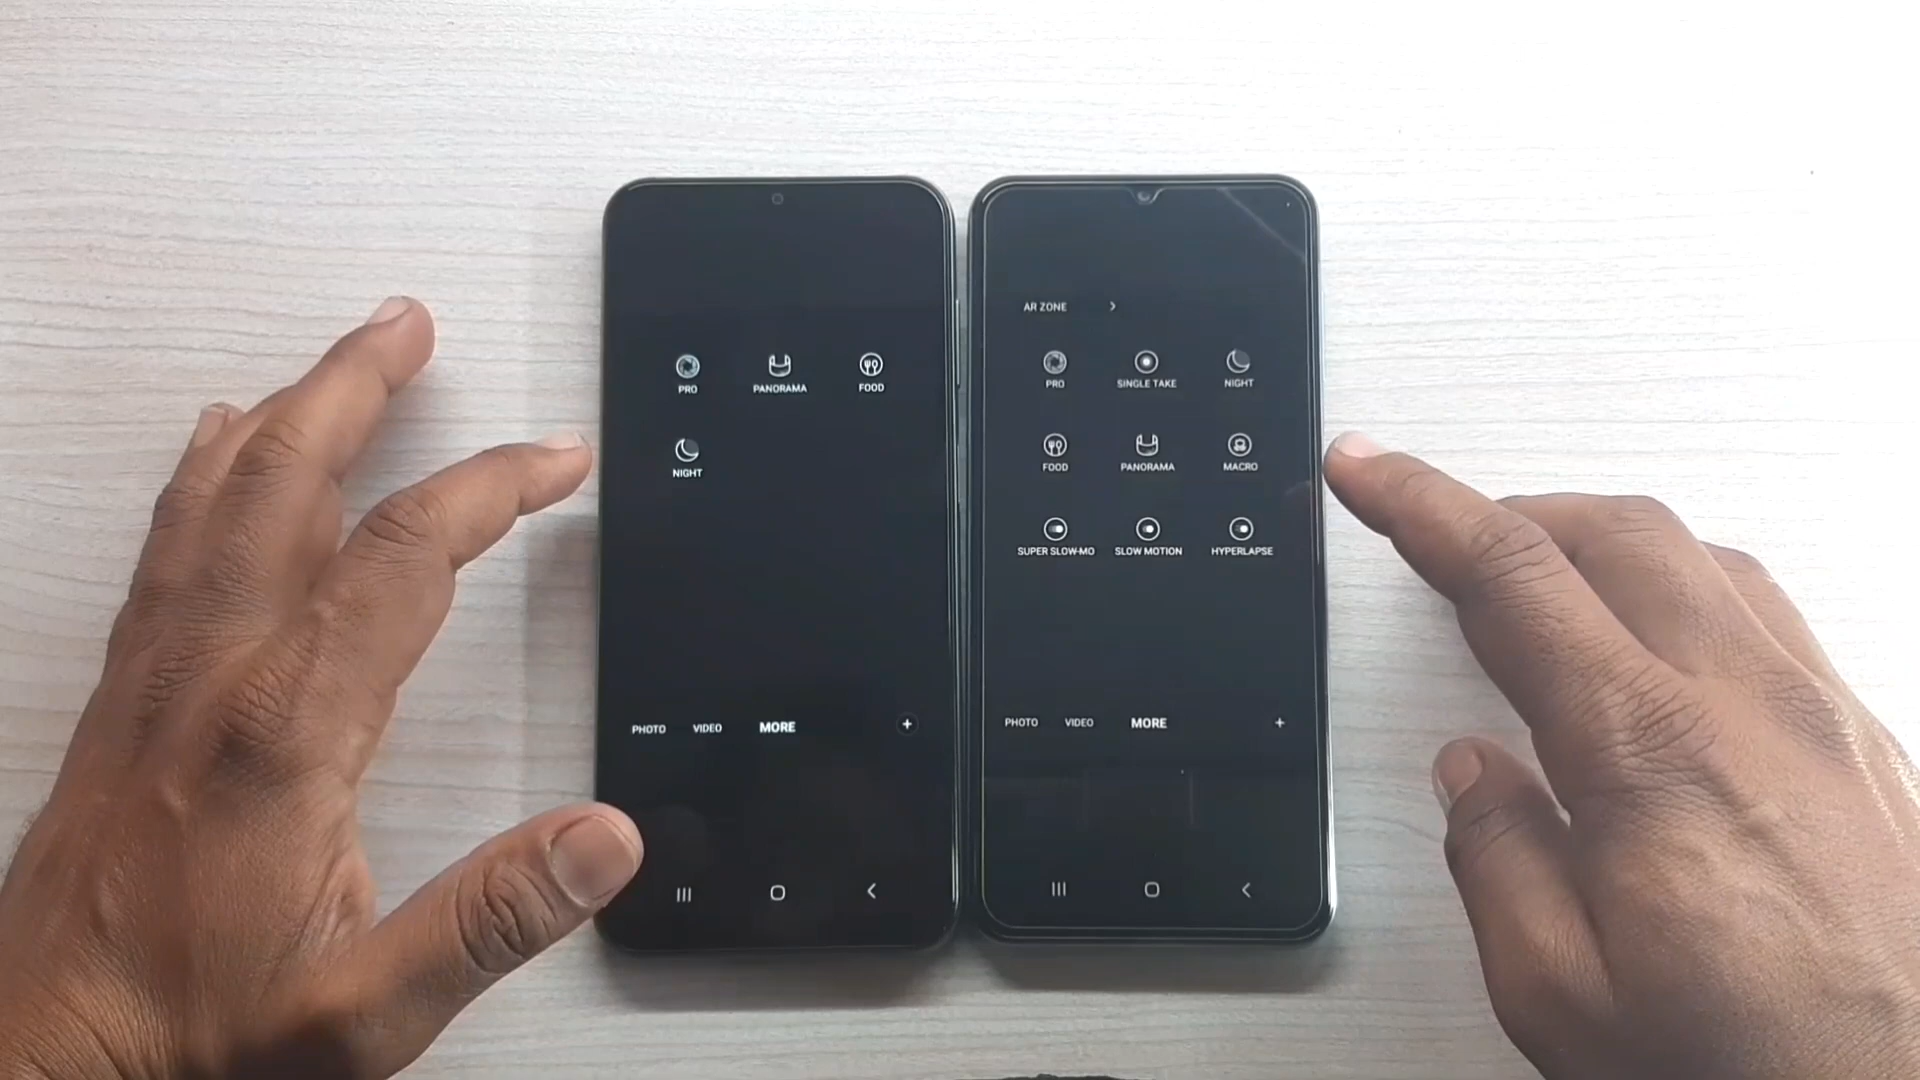 PRO PANORAMA FOOD
NIGHT
PHOTO VIDEO MORE +
AR ZONE >
PRO SINGLE TAKE NIGHT
FOOD PANORAMA MACRO
SUPER SLOW-MO SLOW MOTION HYPERLAPSE
PHOTO VIDEO MORE +